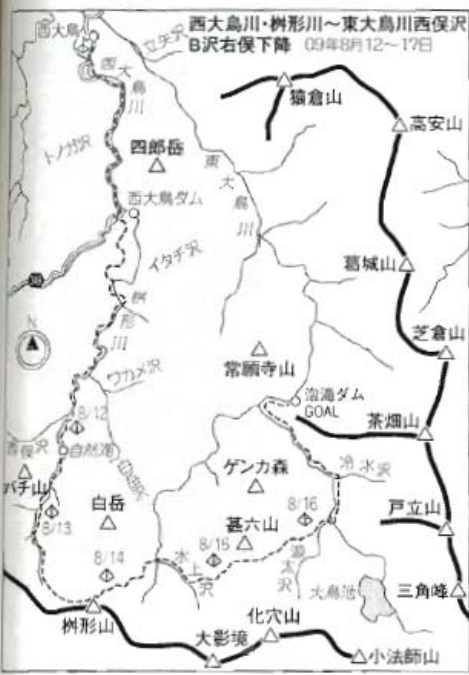 西大鳥川・桝形川〜東大鳥川西俣沢
B沢右俣下降 09年8月12〜17日
西大鳥
立矢沢
西大鳥川
猿倉山
高安山
四郎岳
東大鳥川
西大鳥ダム
イタチ沢
葛城山
桝形川
芝倉山
常願寺山
ワカメ沢
泡滝ダム
GOAL
茶畑山
8/12
西俣沢
自然湖
冷水沢
バチ山
ゲンカ森
8/16
戸立山
8/13
白岳
甚六山
8/15
8/14
水上沢
大鳥池
三角峰
桝形山
化穴山
大影境
小法師山